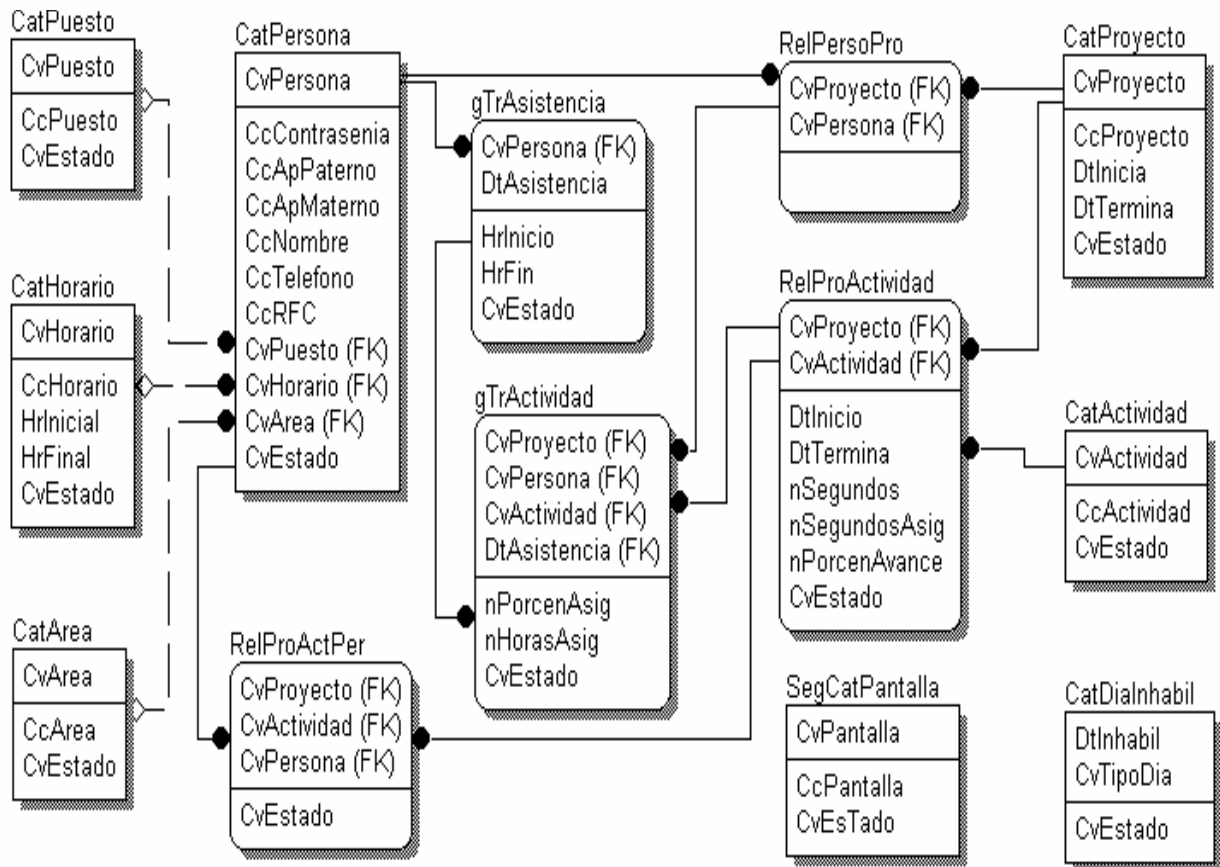 CatPuesto
CvPuesto
CcPuesto
CvEstado
CatHorario
CvHorario
CcHorario
HrInicial
HrFinal
CvEstado
CatArea
CvArea
CcArea
CvEstado
CatPersona
CvPersona
CcContrasenia
CcApPaterno
CcApMaterno
CcNombre
CcTelefono
CcRFC
CvPuesto (FK)
CvHorario (FK)
CvArea (FK)
CvEstado
RelProActPer
CvProyecto (FK)
CvActividad (FK)
CvPersona (FK)
CvEstado
gTrAsistencia
CvPersona (FK)
DtAsistencia
HrInicio
HrFin
CvEstado
gTrActividad
CvProyecto (FK)
CvPersona (FK)
CvActividad (FK)
DtAsistencia (FK)
nPorcenAsig
nHorasAsig
CvEstado
RelPersoPro
CvProyecto (FK)
CvPersona (FK)
RelProActividad
CvProyecto (FK)
CvActividad (FK)
DtInicio
DtTermina
nSegundos
nSegundosAsig
nPorcenAvance
CvEstado
SegCatPantalla
CvPantalla
CcPantalla
CvEsTado
CatProyecto
CvProyecto
CcProyecto
DtInicia
DtTermina
CvEstado
CatActividad
CvActividad
CcActividad
CvEstado
CatDiaInhabil
DtInhabil
CvTipoDia
CvEstado